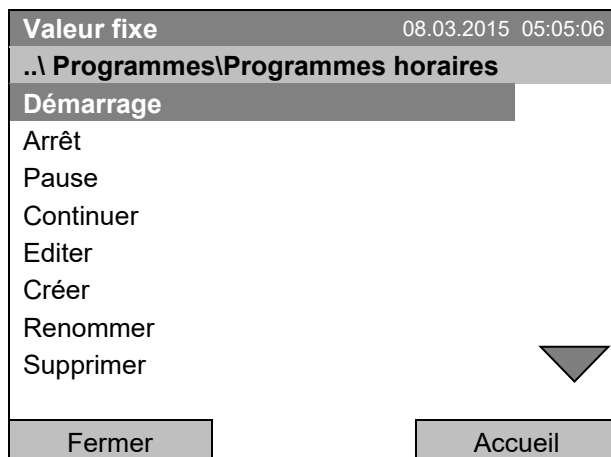 Valeur fixe 08.03.2015 05:05:06
..\ Programmes\Programmes horaires
Démarrage
Arrêt
Pause
Continuer
Editer
Créer
Renommer
Supprimer
Fermer Accueil